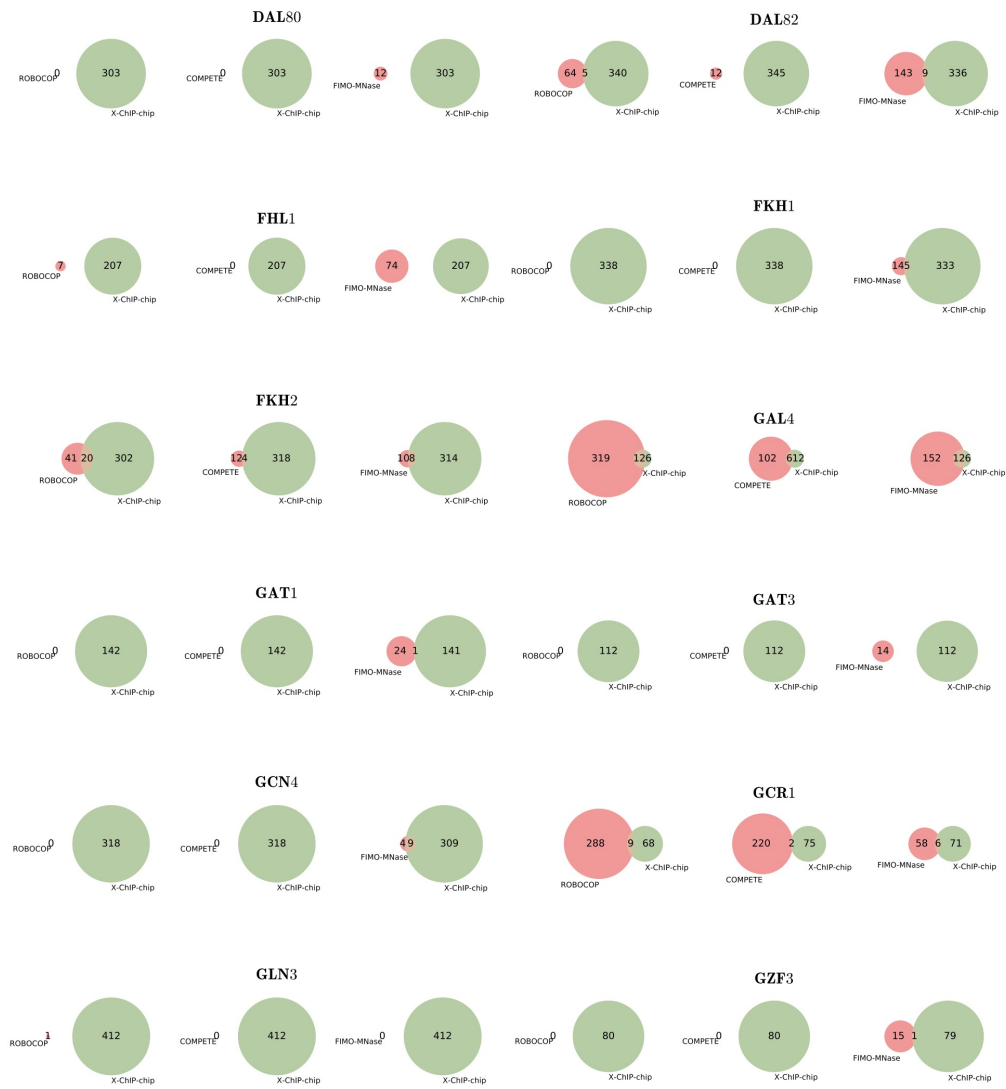 DAL80 DAL82
0 303 0 303 12 303 64 5 340 12 345 143 9 336
ROBOCOP COMPETE FIMO-MNase ROBOCOP COMPETE FIMO-MNase
X-ChIP-chip X-ChIP-chip X-ChIP-chip X-ChIP-chip X-ChIP-chip X-ChIP-chip
FHL1 FKH1
7 207 0 207 74 207 0 338 0 338 145 333
ROBOCOP COMPETE FIMO-MNase ROBOCOP COMPETE FIMO-MNase
X-ChIP-chip X-ChIP-chip X-ChIP-chip X-ChIP-chip X-ChIP-chip X-ChIP-chip
FKH2 GAL4
41 20 302 124 318 108 314 319 126 102 612 152 126
ROBOCOP COMPETE FIMO-MNase X-ChIP-chip X-ChIP-chip X-ChIP-chip
X-ChIP-chip X-ChIP-chip X-ChIP-chip ROBOCOP COMPETE FIMO-MNase
GAT1 GAT3
0 142 0 142 24 1 141 0 112 0 112 14 112
ROBOCOP COMPETE FIMO-MNase ROBOCOP COMPETE FIMO-MNase
X-ChIP-chip X-ChIP-chip X-ChIP-chip X-ChIP-chip X-ChIP-chip X-ChIP-chip
GCN4 GCR1
0 318 0 318 4 9 309 288 9 68 220 2 75 58 6 71
ROBOCOP COMPETE FIMO-MNase ROBOCOP COMPETE FIMO-MNase
X-ChIP-chip X-ChIP-chip X-ChIP-chip X-ChIP-chip X-ChIP-chip X-ChIP-chip
GLN3 GZF3
1 412 0 412 0 412 0 80 0 80 15 1 79
ROBOCOP COMPETE FIMO-MNase ROBOCOP COMPETE FIMO-MNase
X-ChIP-chip X-ChIP-chip X-ChIP-chip X-ChIP-chip X-ChIP-chip X-ChIP-chip